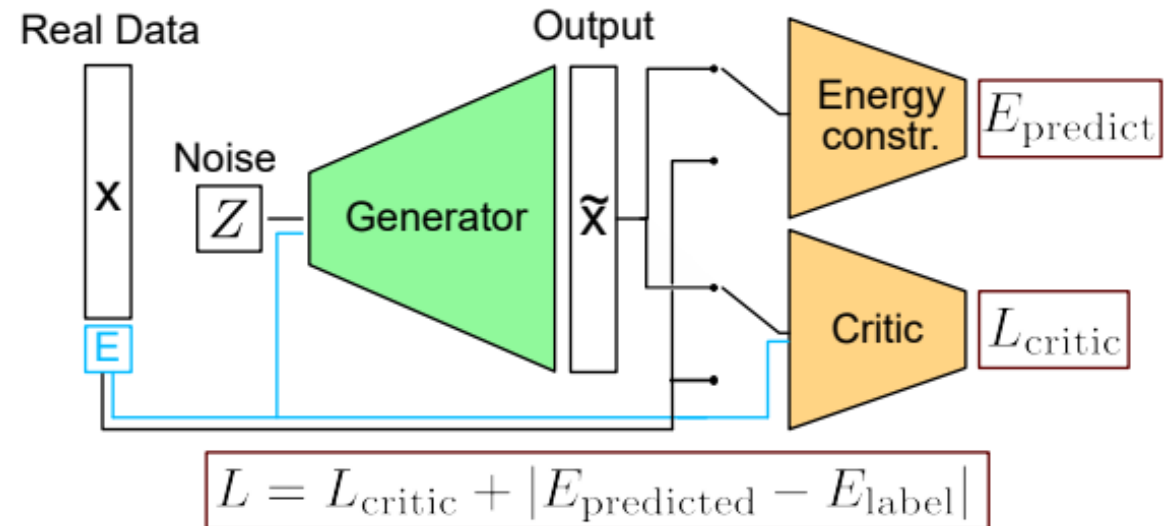 Real Data
X
E
Noise
Z
Generator
Output
x̃
Energy
constr.
E_predict
Critic
L_critic
L = L_critic + |E_predicted − E_label|